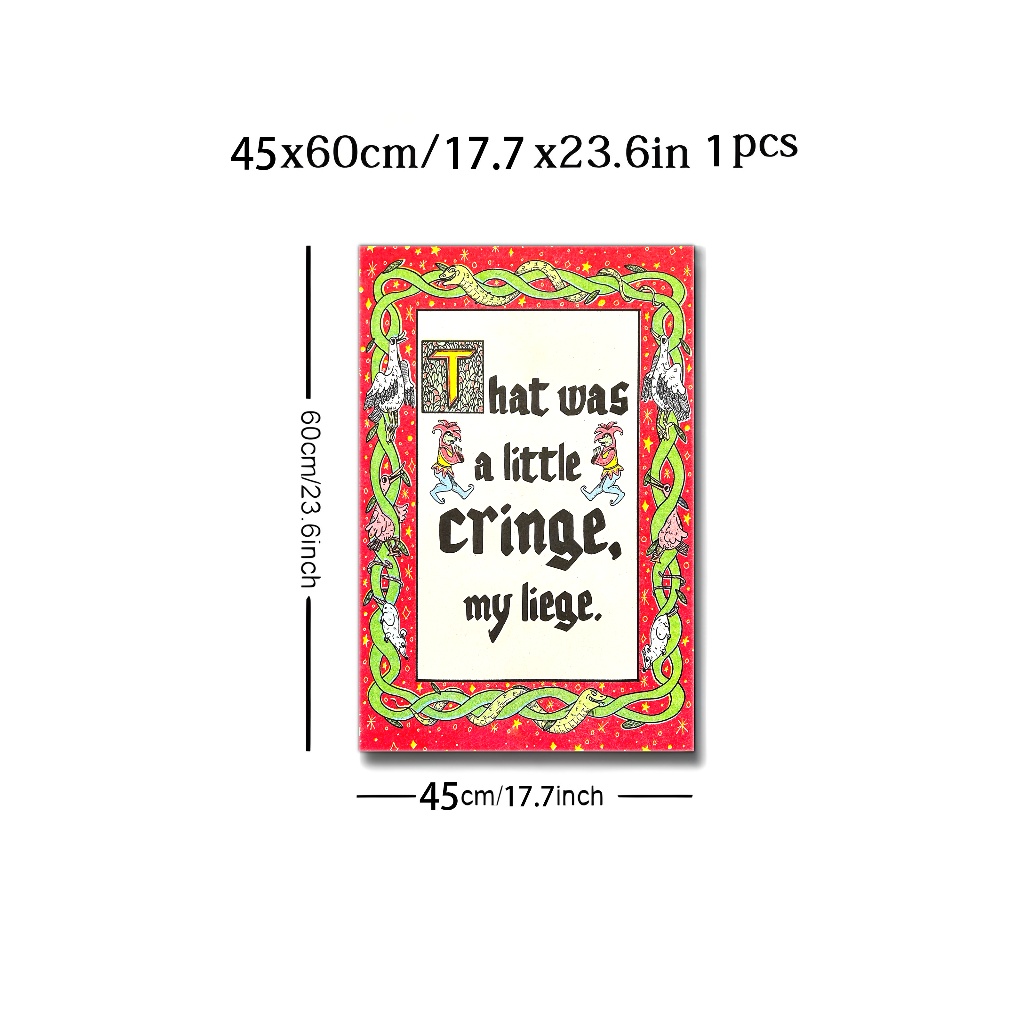 45x60cm/17.7 x23.6in 1pcs
60cm/23.6inch
That was
a little
cringe,
my liege.
45cm/17.7inch